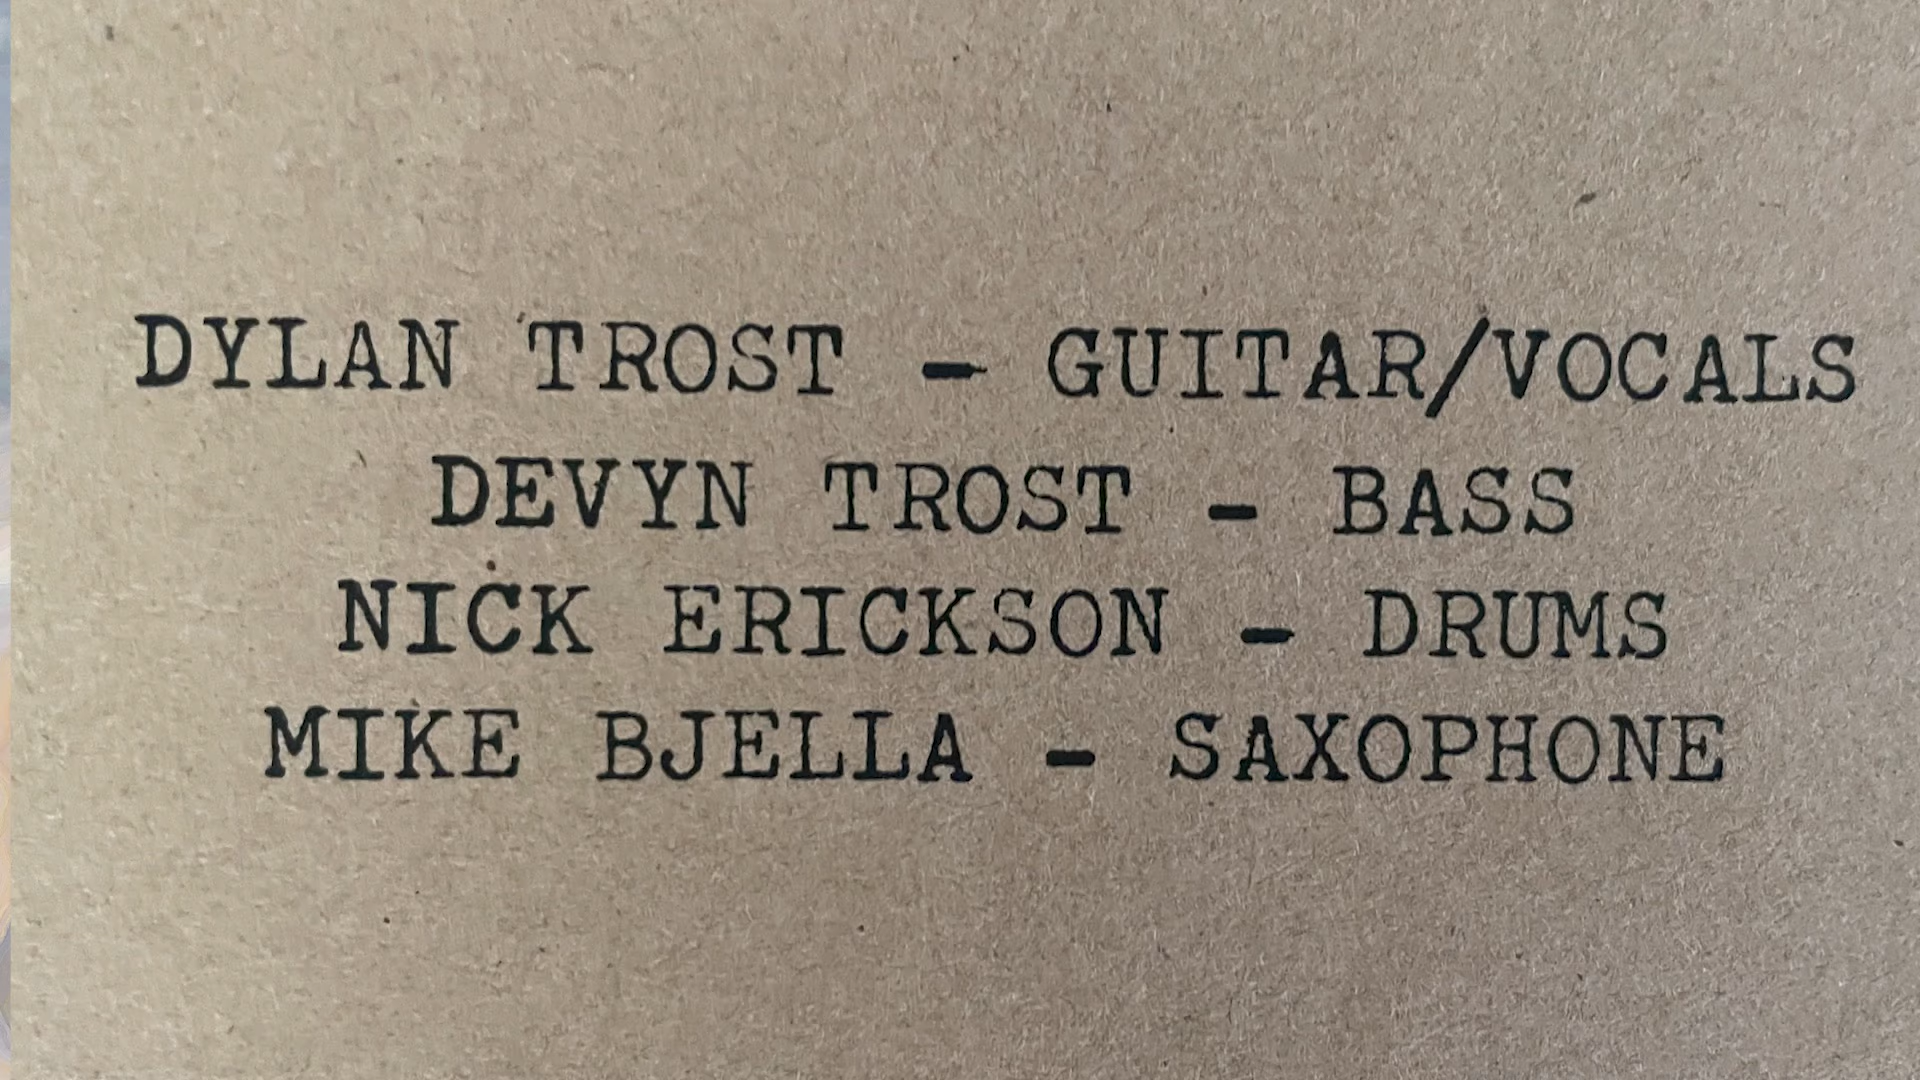 DYLAN TROST - GUITAR/VOCALS
DEVYN TROST - BASS
NICK ERICKSON - DRUMS
MIKE BJELLA - SAXOPHONE